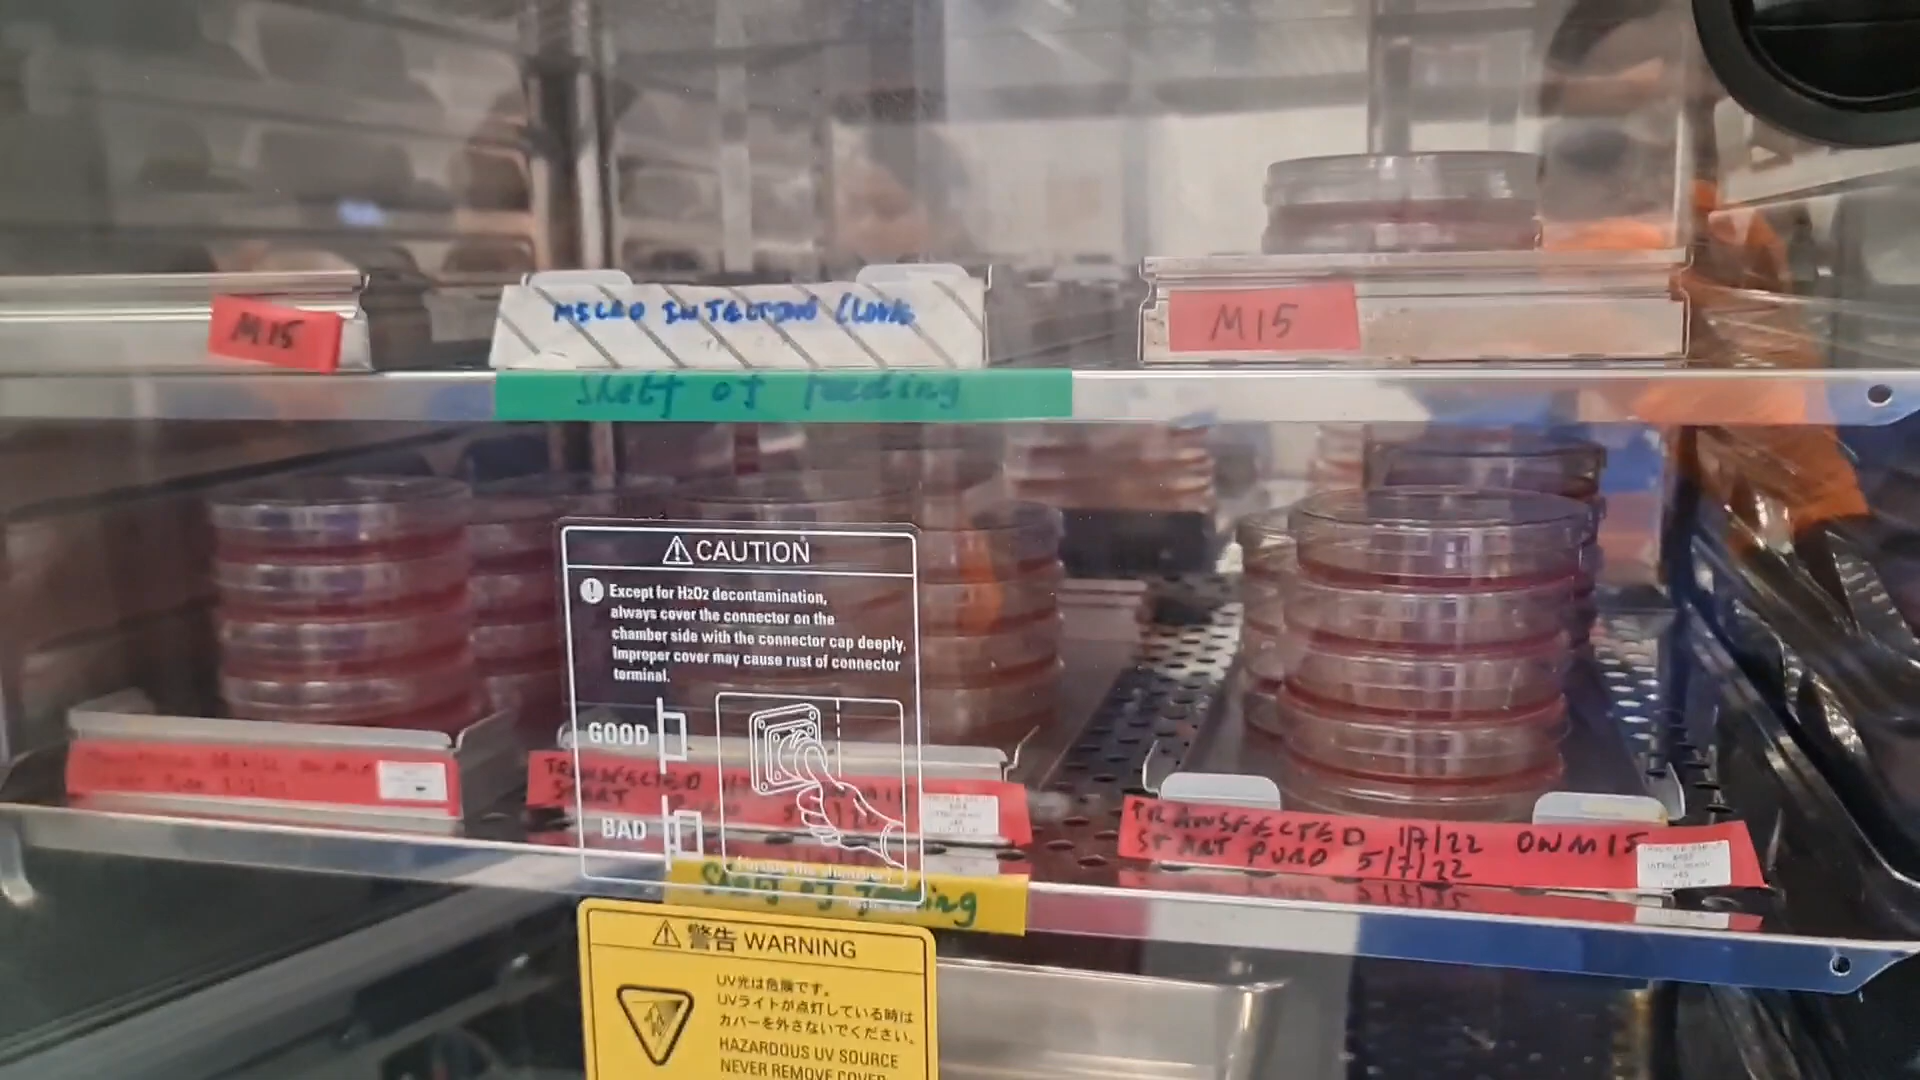 M15
MICRO INJECTION CLONE
M15
Shelf of feeding
CAUTION
Except for H2O2 decontamination,
always cover the connector on the
chamber side with the connector cap deeply.
Improper cover may cause rust of connector
terminal.
GOOD
BAD
TRANSFECTED
START
TRANSFECTED 1/7/22 ON M15
START PURO 5/7/22
Shelf of feeding
警告 WARNING
UV光は危険です。
UVライトが点灯している時は
カバーを外さないでください。
HAZARDOUS UV SOURCE
NEVER REMOVE COVER